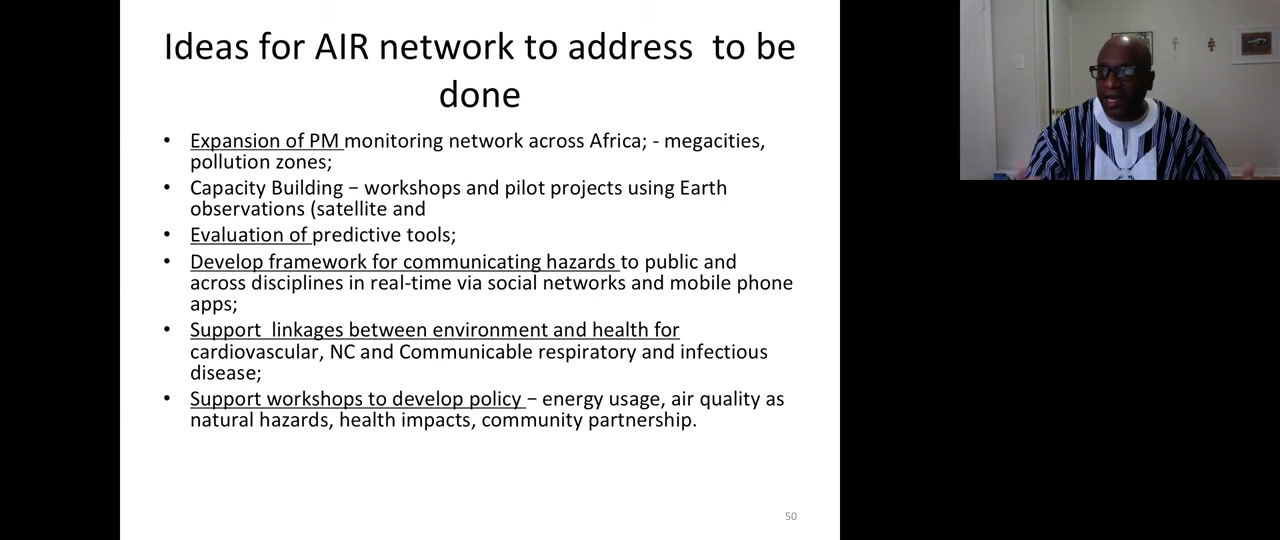 Ideas for AIR network to address  to be
done
• Expansion of PM monitoring network across Africa; - megacities,
pollution zones;
• Capacity Building – workshops and pilot projects using Earth
observations (satellite and
• Evaluation of predictive tools;
• Develop framework for communicating hazards to public and
across disciplines in real-time via social networks and mobile phone
apps;
• Support  linkages between environment and health for
cardiovascular, NC and Communicable respiratory and infectious
disease;
• Support workshops to develop policy – energy usage, air quality as
natural hazards, health impacts, community partnership.
50